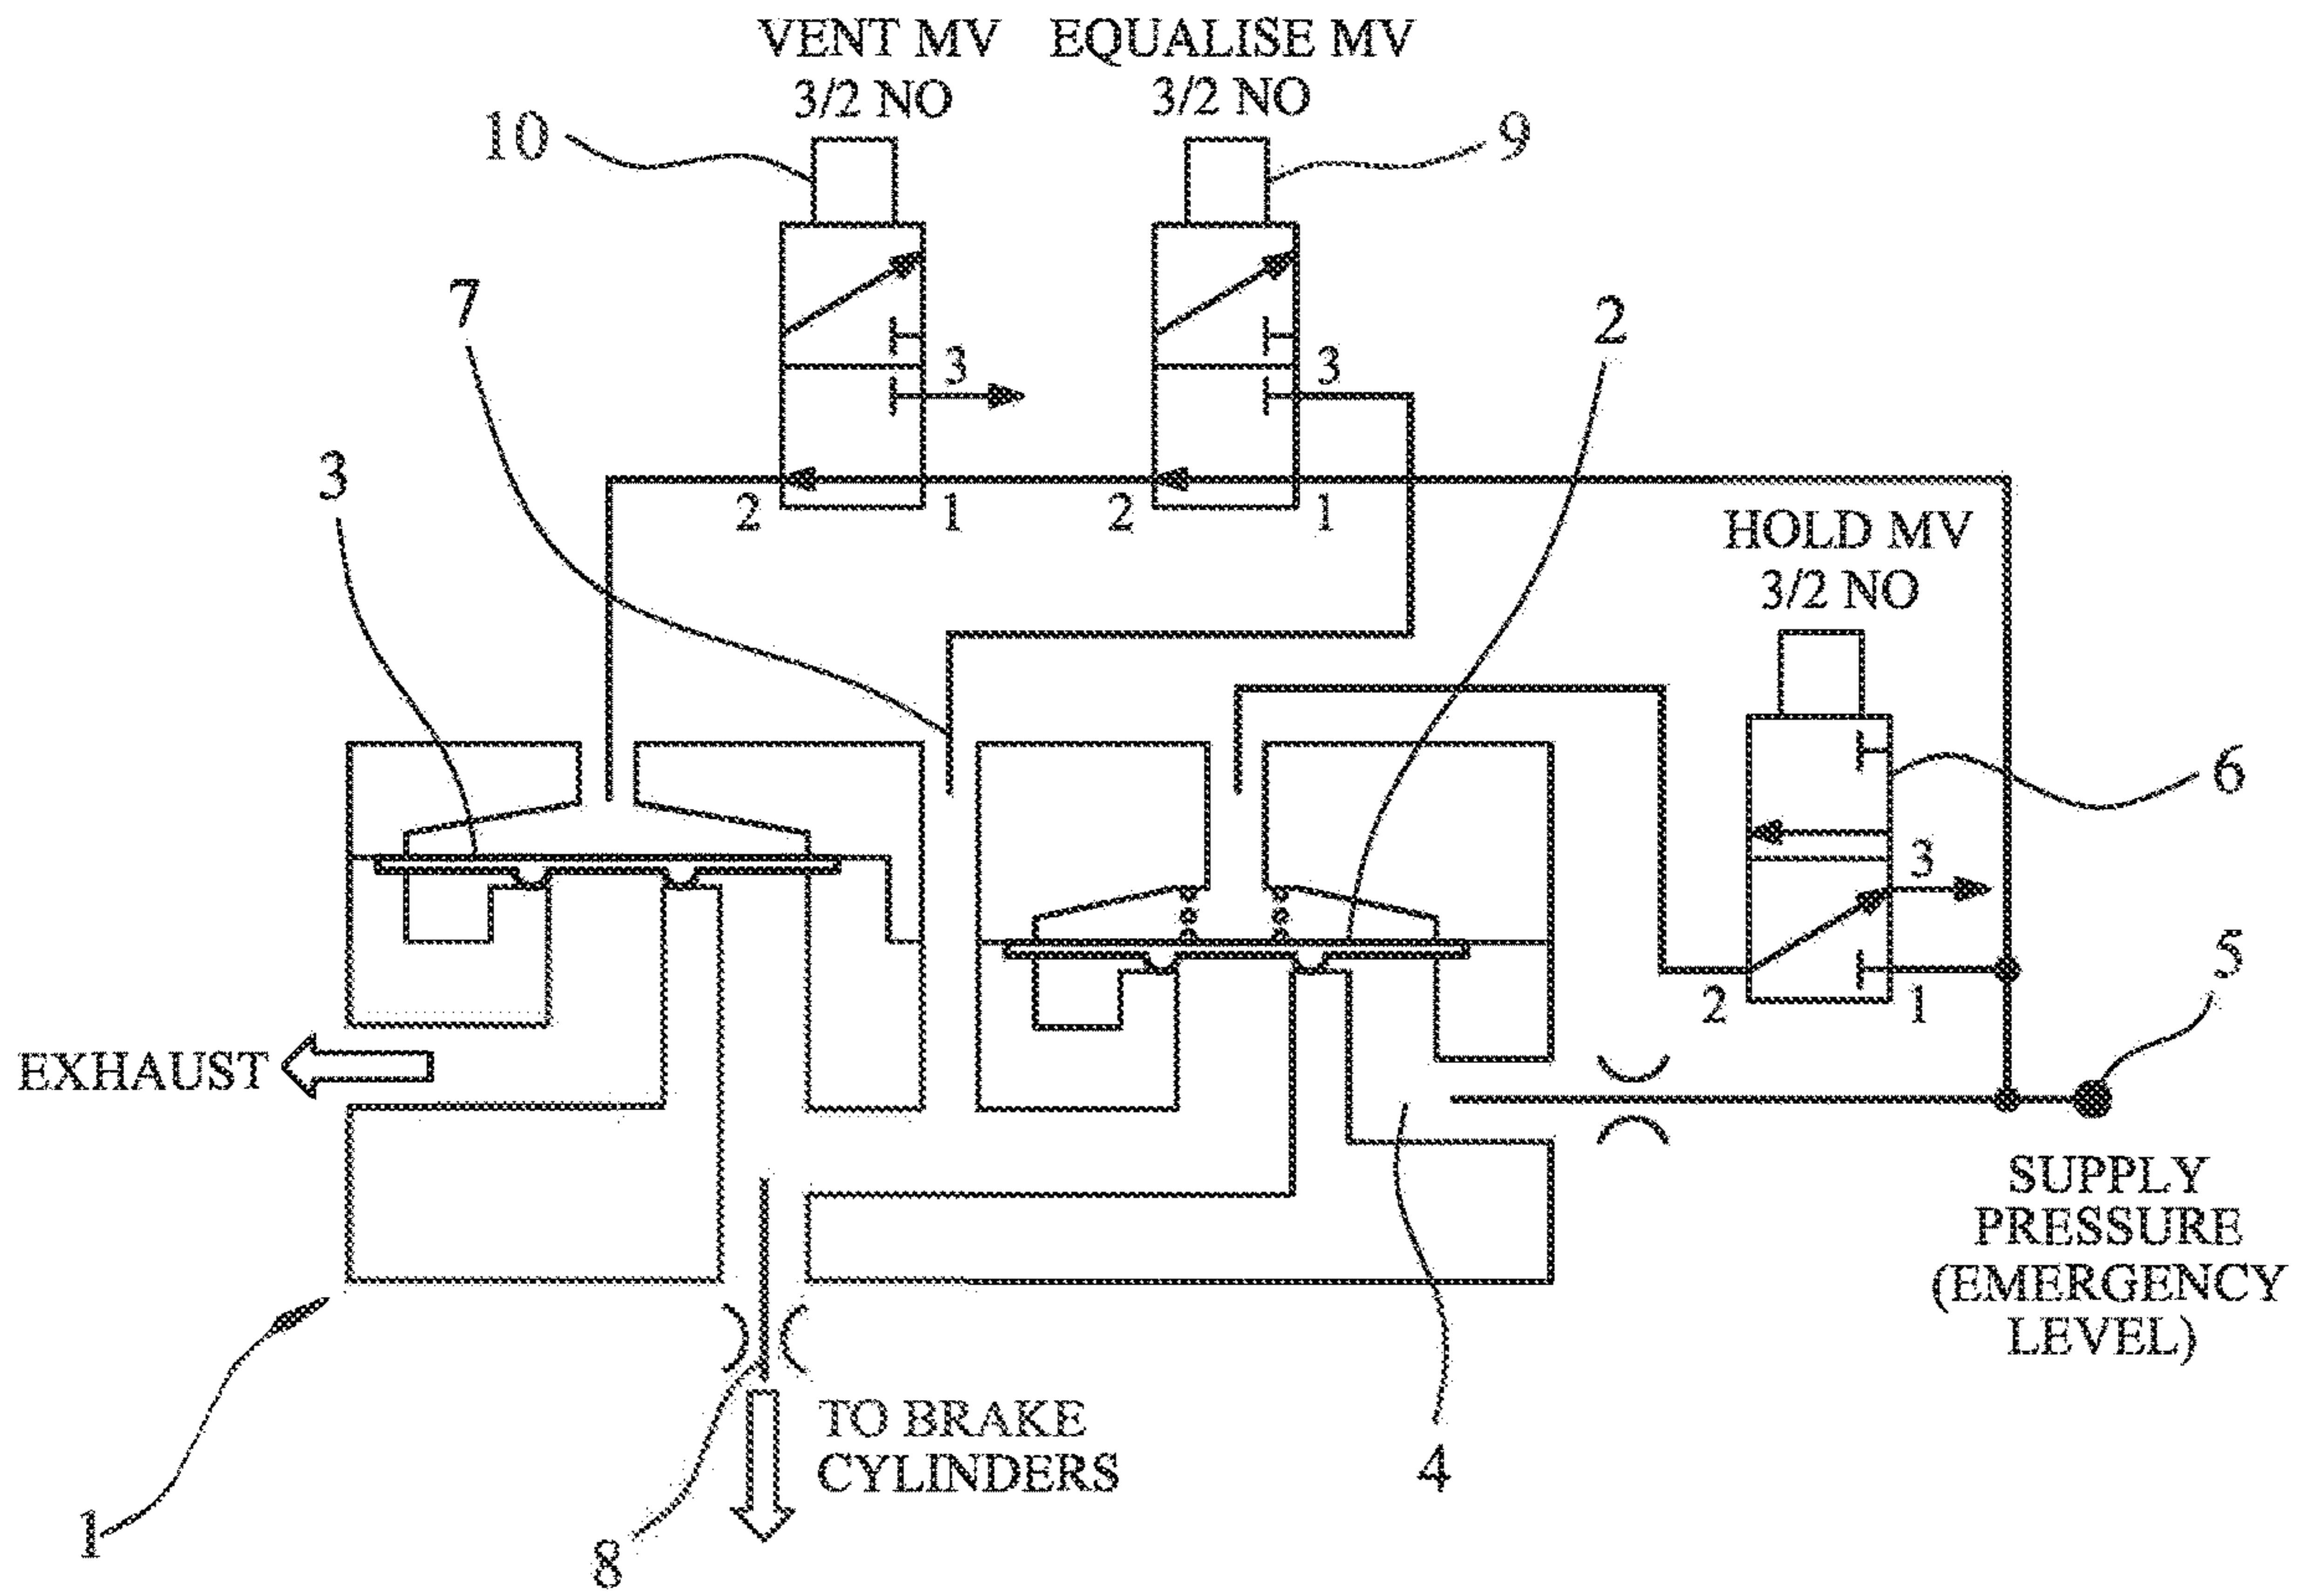 VENT MV EQUALISE MV
3/2 NO 3/2 NO
10 9
7 2
3 3
3
2 1 2 1
HOLD MV
3/2 NO
6
3
5
2 1
EXHAUST
SUPPLY
PRESSURE
(EMERGENCY
LEVEL)
TO BRAKE
CYLINDERS
4
1 8